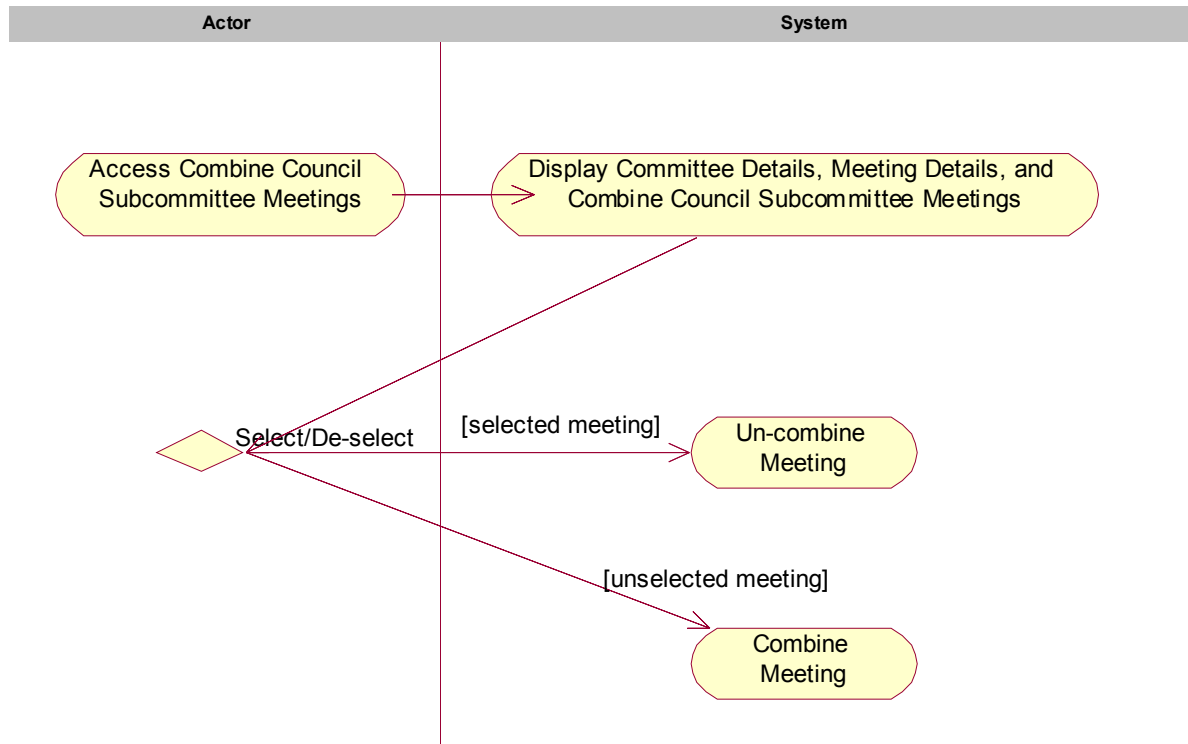 Actor
System
Access Combine Council
Subcommittee Meetings
Display Committee Details, Meeting Details, and
Combine Council Subcommittee Meetings
Select/De-select
[selected meeting]
Un-combine
Meeting
[unselected meeting]
Combine
Meeting